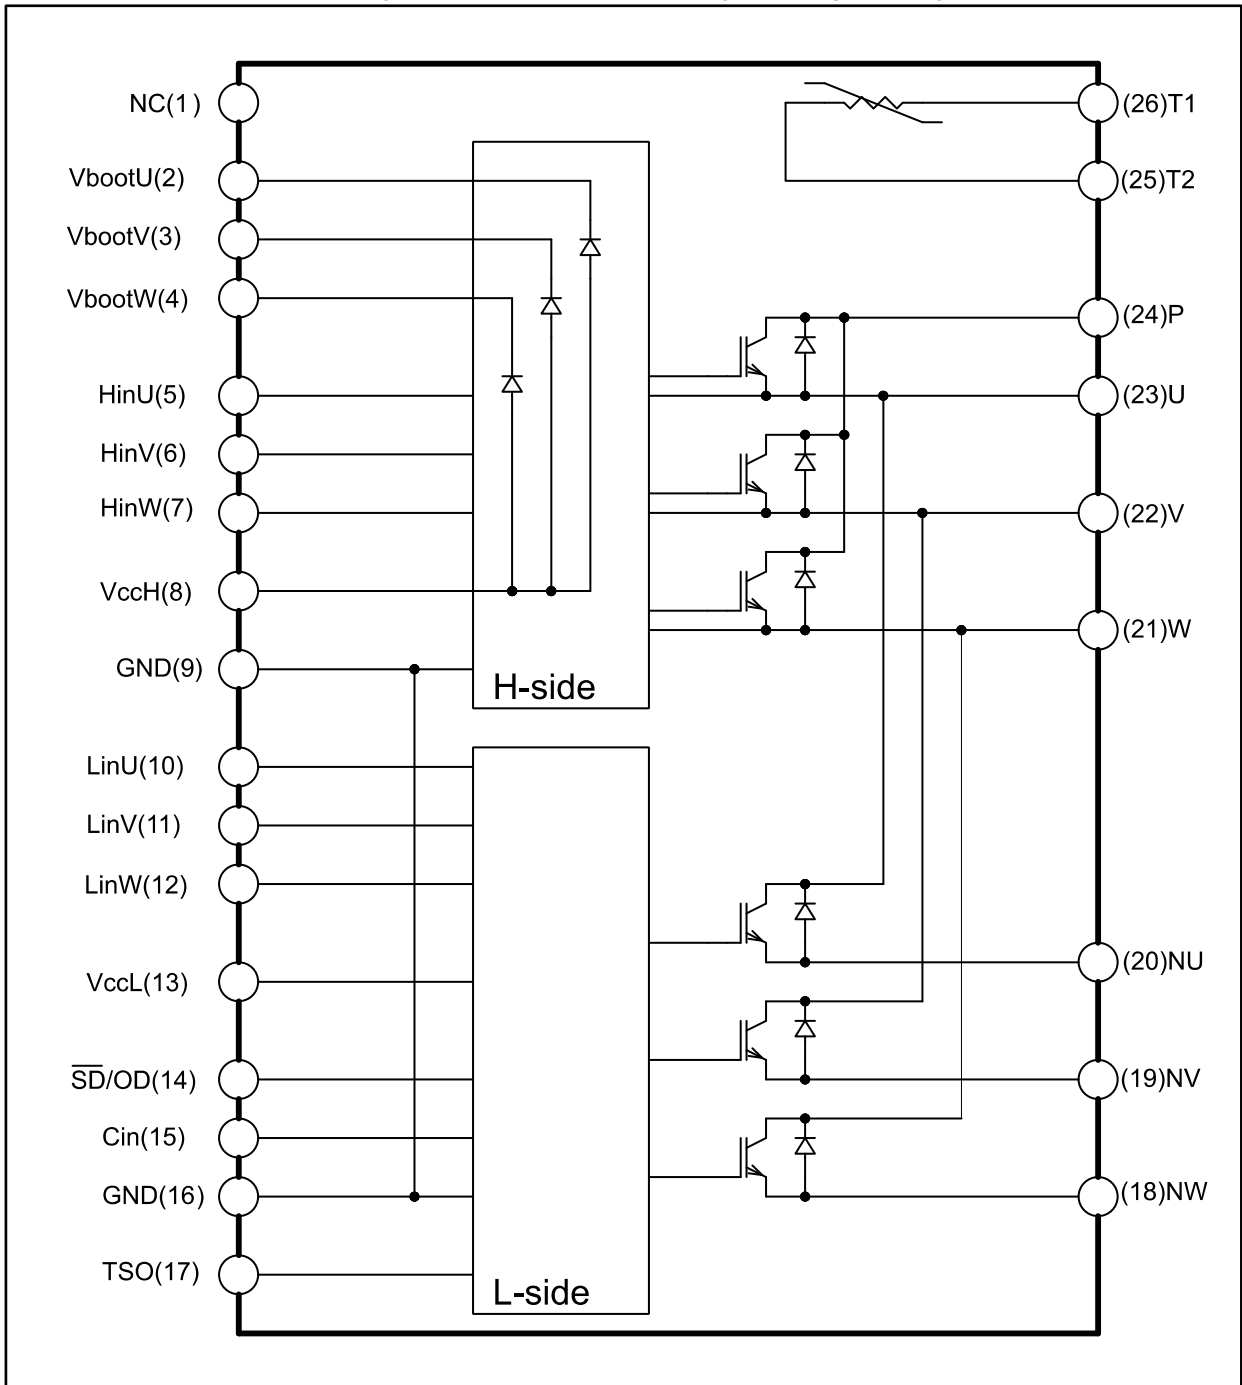 NC(1)
VbootU(2)
VbootV(3)
VbootW(4)
HinU(5)
HinV(6)
HinW(7)
VccH(8)
GND(9)
LinU(10)
LinV(11)
LinW(12)
VccL(13)
S̅D̅/OD(14)
Cin(15)
GND(16)
TSO(17)
H-side
L-side
(26)T1
(25)T2
(24)P
(23)U
(22)V
(21)W
(20)NU
(19)NV
(18)NW